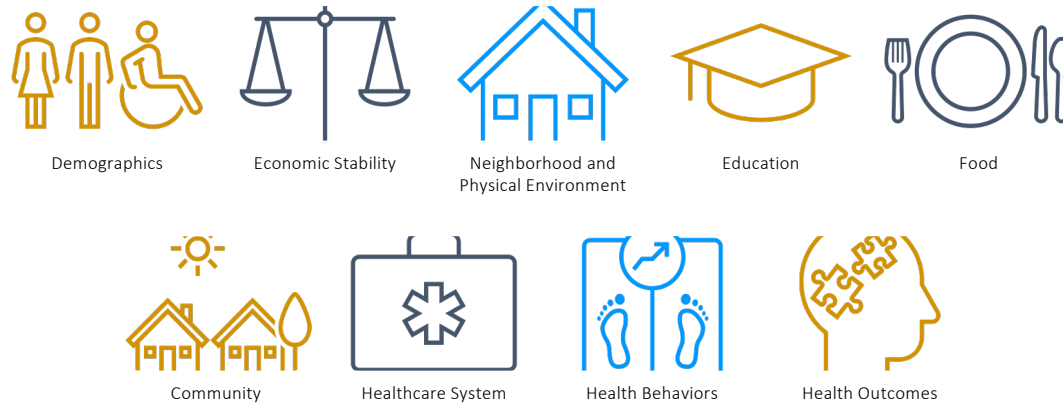 Demographics
Economic Stability
Neighborhood and
Physical Environment
Education
Food
Community
Healthcare System
Health Behaviors
Health Outcomes